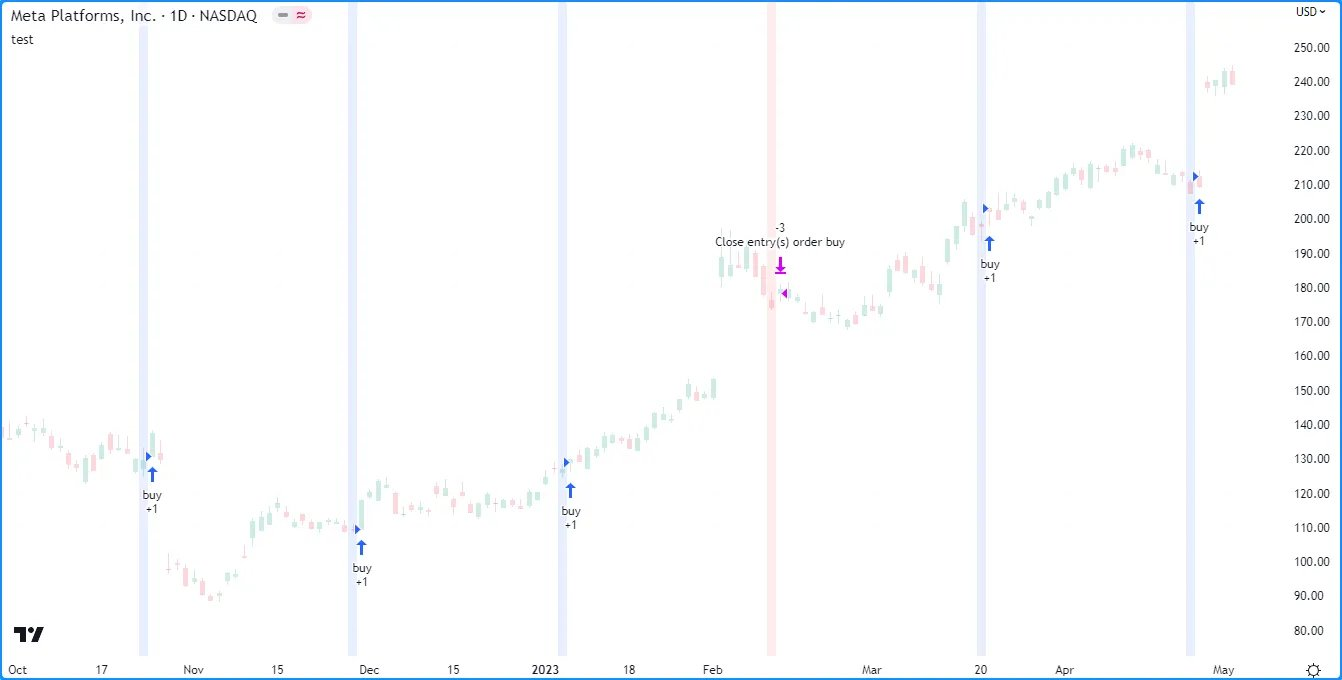 Meta Platforms, Inc. · 1D · NASDAQ
test
USD
250.00
240.00
230.00
220.00
210.00
200.00
190.00
180.00
170.00
160.00
150.00
140.00
130.00
120.00
110.00
100.00
90.00
80.00
buy
+1
buy
+1
buy
+1
-3
Close entry(s) order buy
buy
+1
buy
+1
Oct 17 Nov 15 Dec 15 2023 18 Feb Mar 20 Apr May